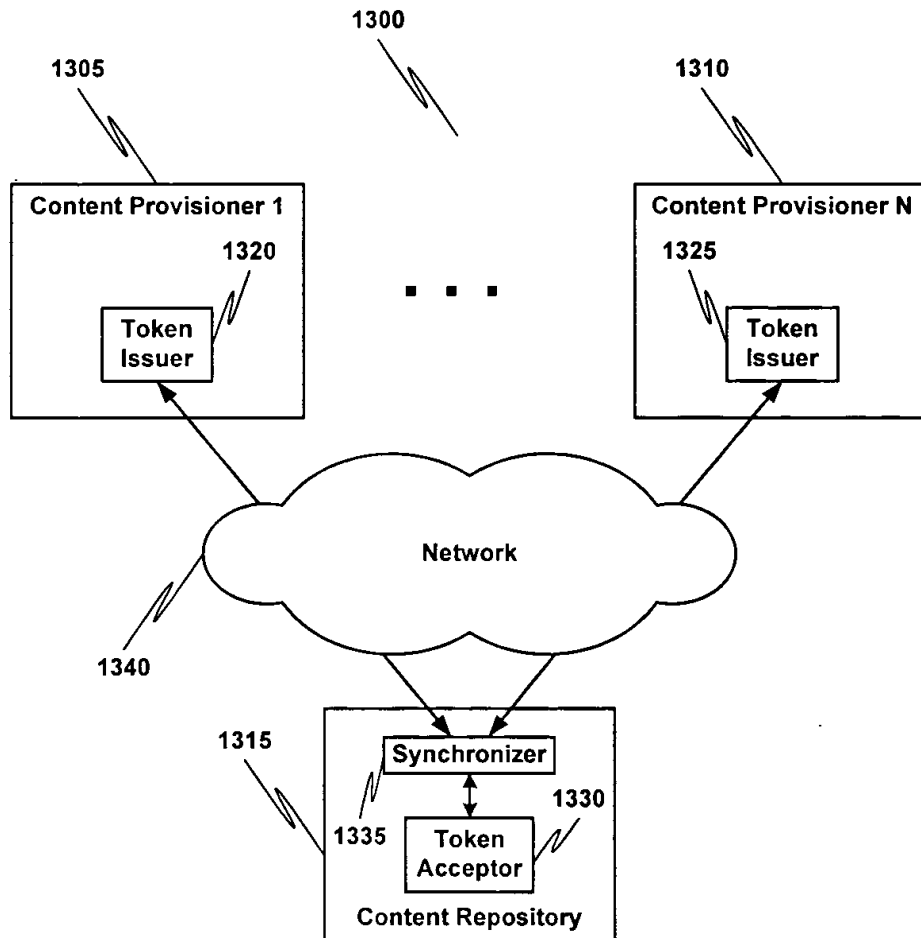 1300
1305
1310
Content Provisioner 1
Content Provisioner N
1320
1325
Token
Issuer
Token
Issuer
Network
1340
1315
Synchronizer
1335
1330
Token
Acceptor
Content Repository